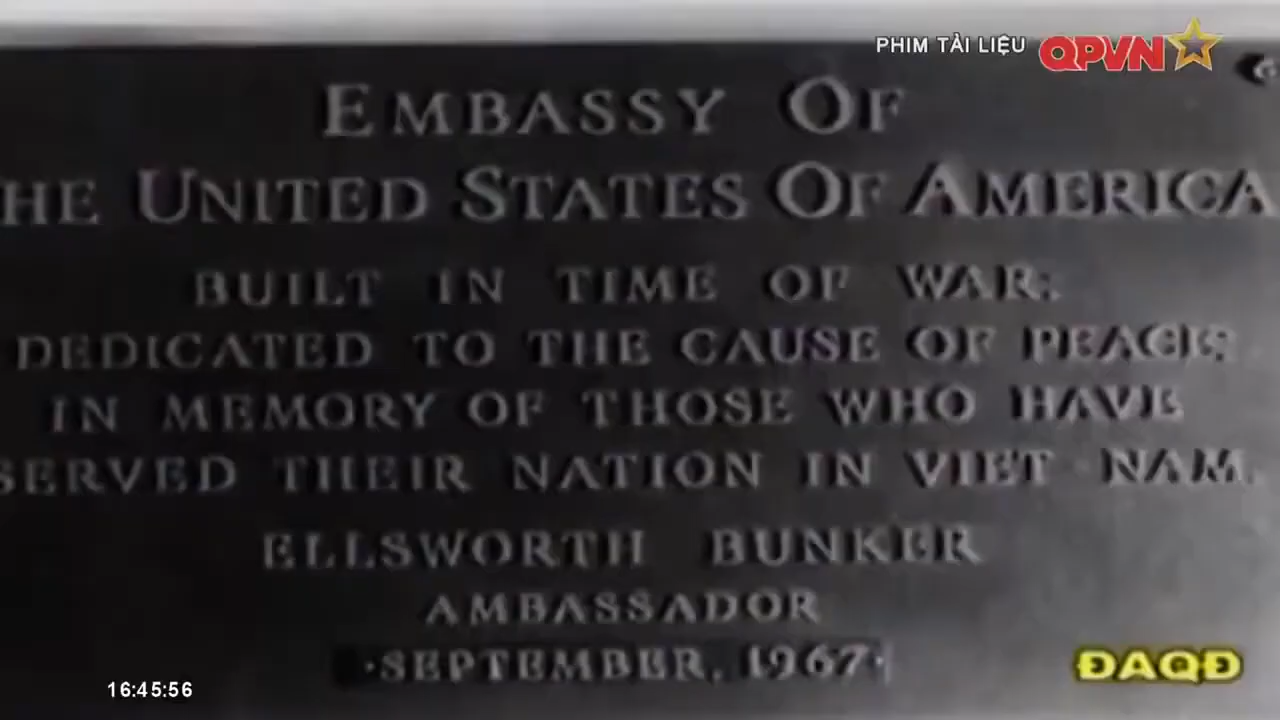 PHIM TÀI LIỆU QPVN
EMBASSY OF
HE UNITED STATES OF AMERICA
BUILT IN TIME OF WAR;
DEDICATED TO THE CAUSE OF PEACE;
IN MEMORY OF THOSE WHO HAVE
SERVED THEIR NATION IN VIET NAM.
ELLSWORTH BUNKER
AMBASSADOR
·SEPTEMBER, 1967·
16:45:56
ĐAQĐ